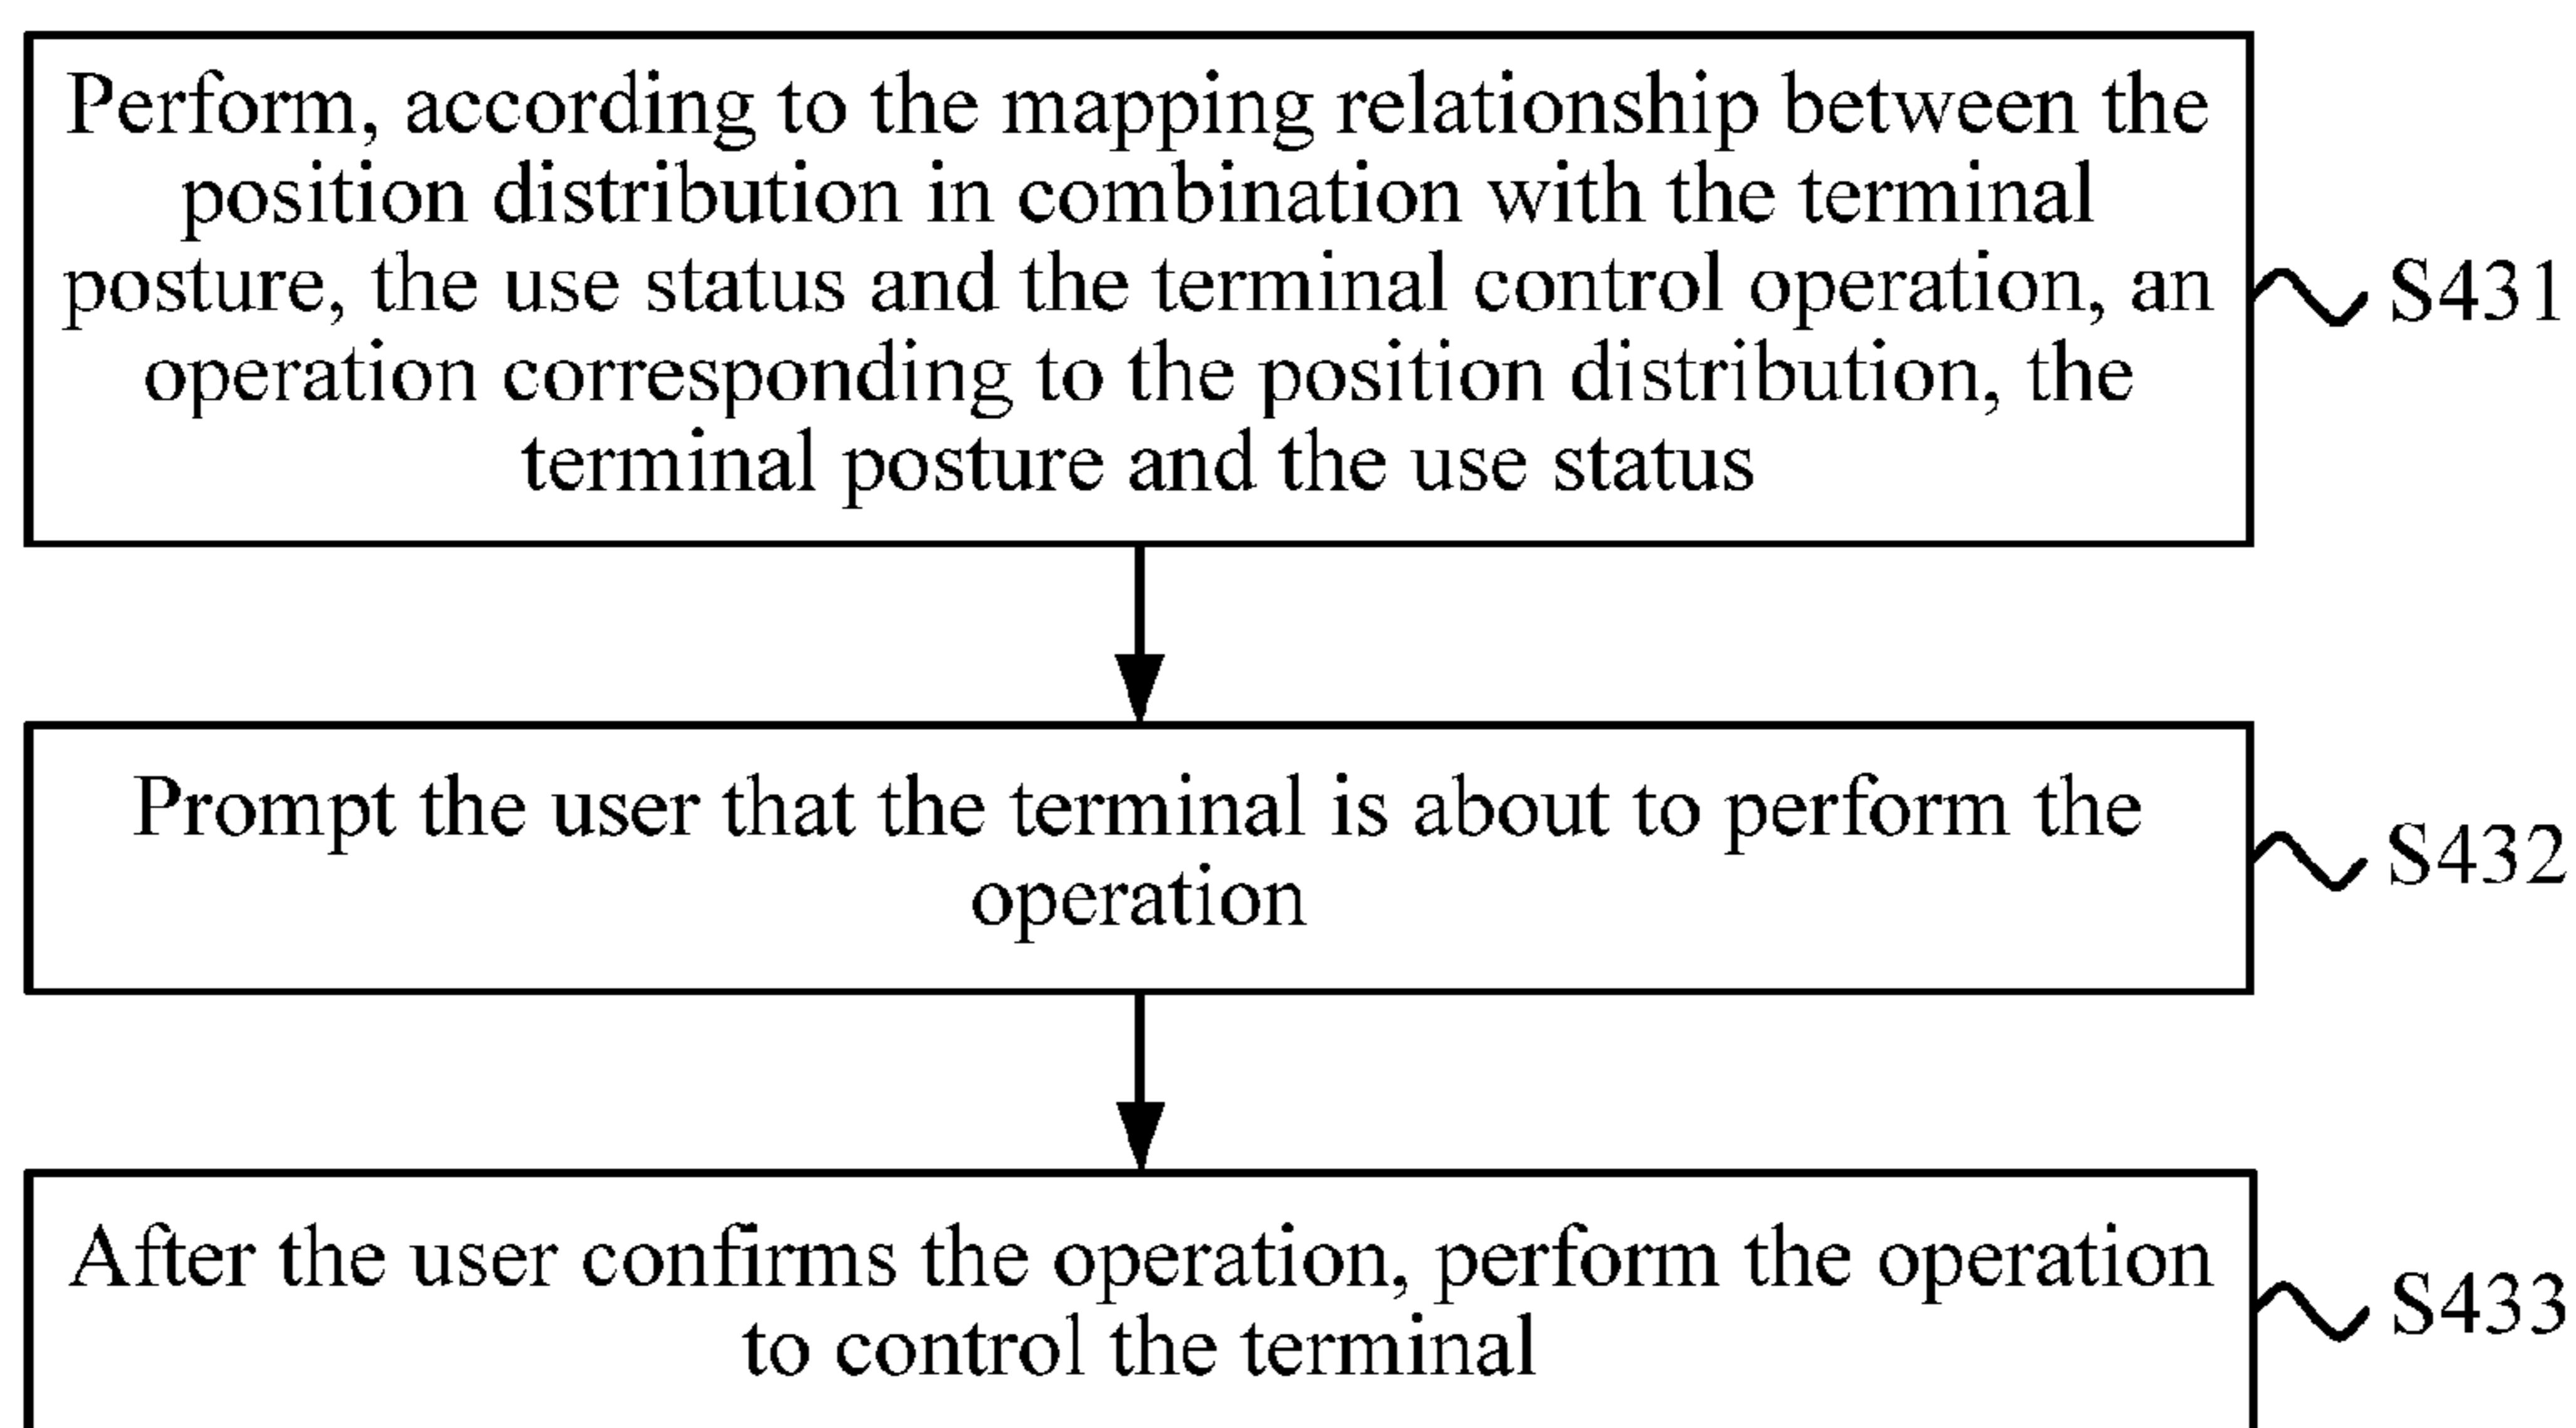 Perform, according to the mapping relationship between the
position distribution in combination with the terminal
posture, the use status and the terminal control operation, an
operation corresponding to the position distribution, the
terminal posture and the use status
S431
Prompt the user that the terminal is about to perform the
operation
S432
After the user confirms the operation, perform the operation
to control the terminal
S433